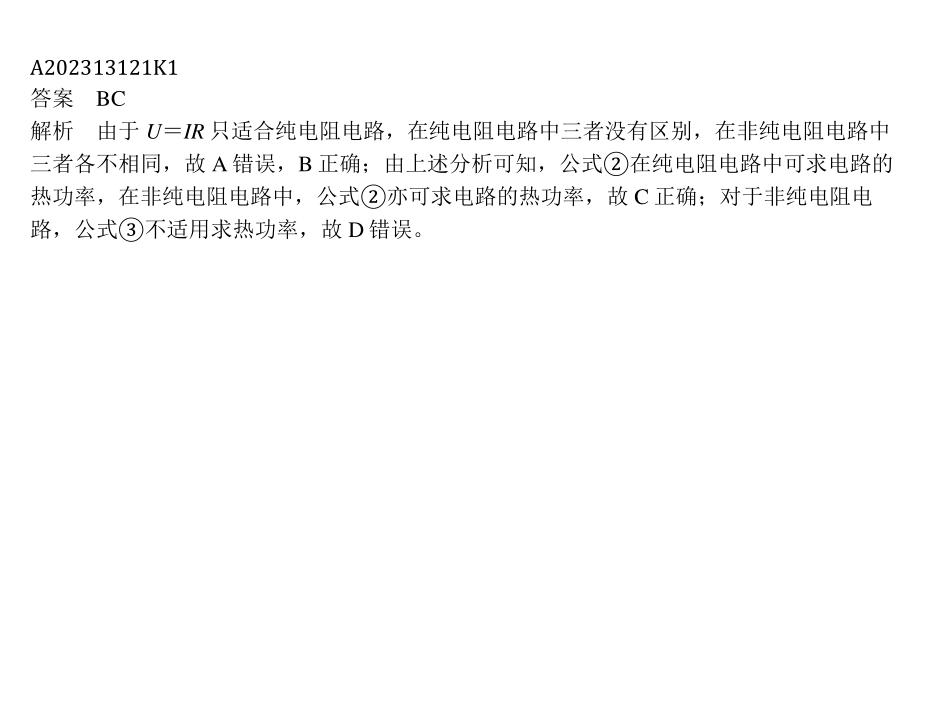 A202313121K1
答案　BC
解析　由于 U＝IR 只适合纯电阻电路，在纯电阻电路中三者没有区别，在非纯电阻电路中
三者各不相同，故 A 错误，B 正确；由上述分析可知，公式②在纯电阻电路中可求电路的
热功率，在非纯电阻电路中，公式②亦可求电路的热功率，故 C 正确；对于非纯电阻电
路，公式③不适用求热功率，故 D 错误。